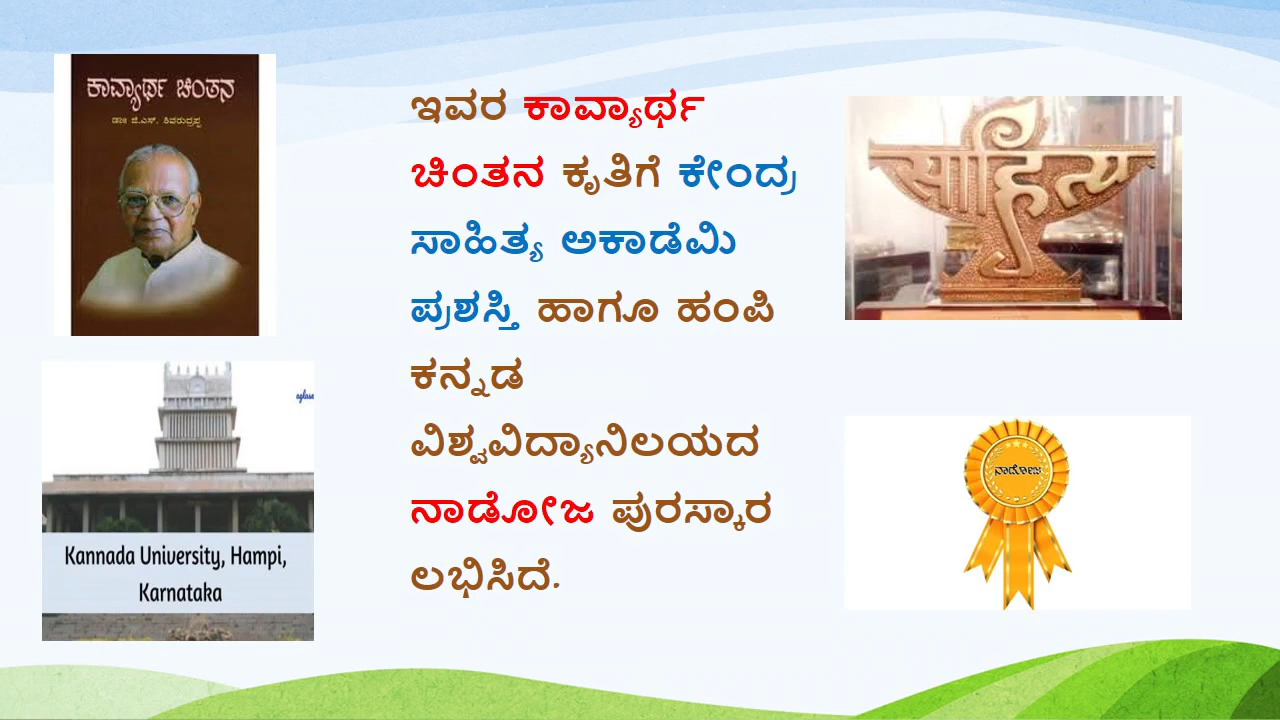 ಕಾವ್ಯಾರ್ಥ ಚಿಂತನ
ಡಾ॥ ಜಿ.ಎಸ್. ಶಿವರುದ್ರಪ್ಪ
ಇವರ ಕಾವ್ಯಾರ್ಥ
ಚಿಂತನ ಕೃತಿಗೆ ಕೇಂದ್ರ
ಸಾಹಿತ್ಯ ಅಕಾಡೆಮಿ
ಪ್ರಶಸ್ತಿ ಹಾಗೂ ಹಂಪಿ
ಕನ್ನಡ
ವಿಶ್ವವಿದ್ಯಾನಿಲಯದ
ನಾಡೋಜ ಪುರಸ್ಕಾರ
ಲಭಿಸಿದೆ.
साहित्य
Kannada University, Hampi,
Karnataka
ನಾಡೋಜ